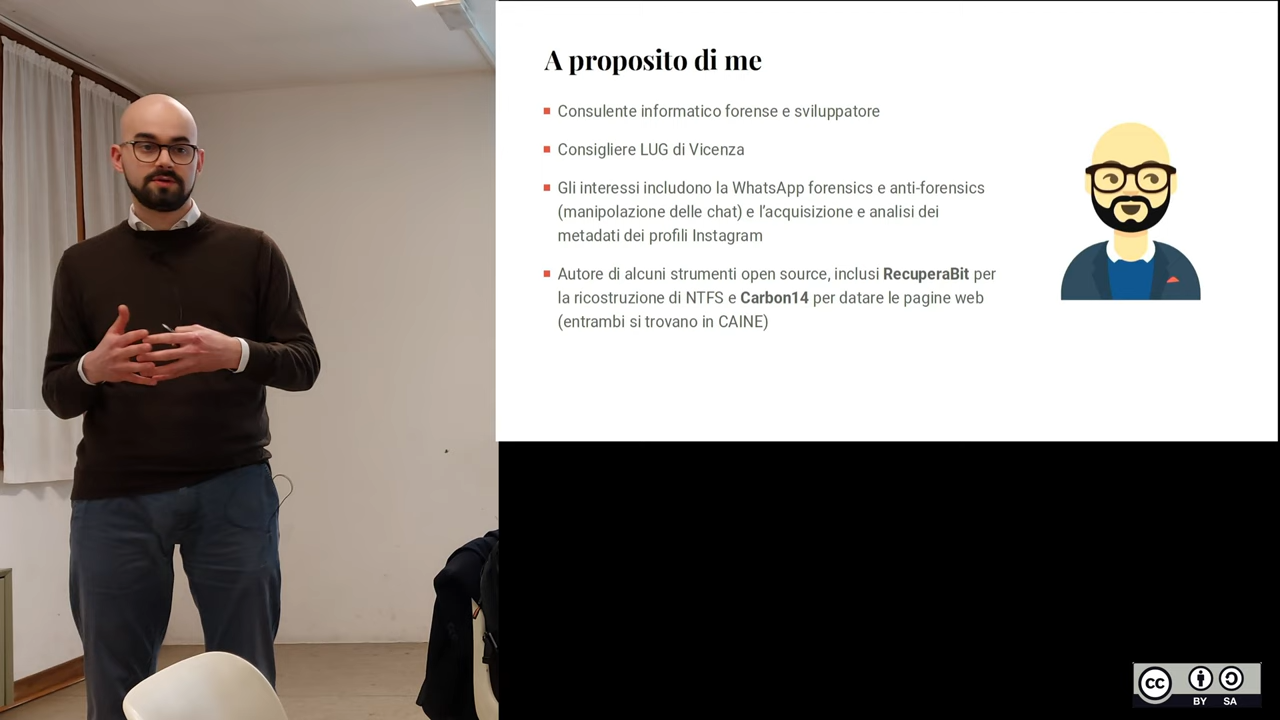 A proposito di me
Consulente informatico forense e sviluppatore
Consigliere LUG di Vicenza
Gli interessi includono la WhatsApp forensics e anti-forensics
(manipolazione delle chat) e l'acquisizione e analisi dei
metadati dei profili Instagram
Autore di alcuni strumenti open source, inclusi RecuperaBit per
la ricostruzione di NTFS e Carbon14 per datare le pagine web
(entrambi si trovano in CAINE)
cc
BY SA